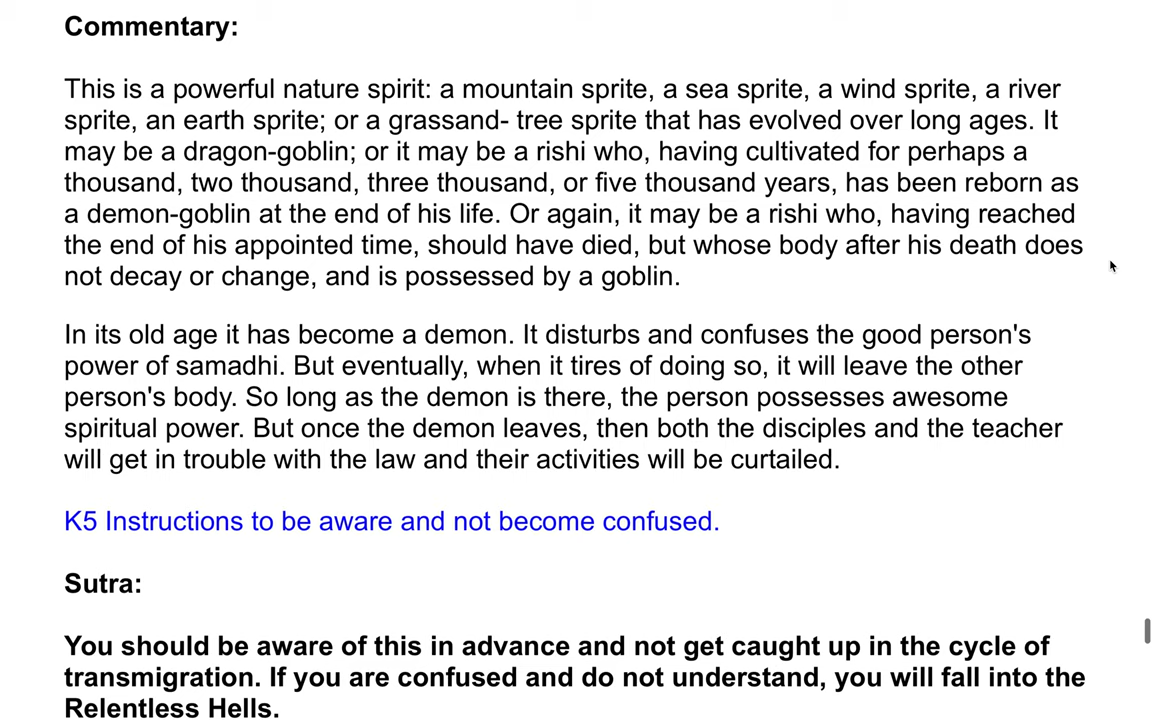 Commentary:
This is a powerful nature spirit: a mountain sprite, a sea sprite, a wind sprite, a river
sprite, an earth sprite; or a grassand- tree sprite that has evolved over long ages. It
may be a dragon-goblin; or it may be a rishi who, having cultivated for perhaps a
thousand, two thousand, three thousand, or five thousand years, has been reborn as
a demon-goblin at the end of his life. Or again, it may be a rishi who, having reached
the end of his appointed time, should have died, but whose body after his death does
not decay or change, and is possessed by a goblin.
In its old age it has become a demon. It disturbs and confuses the good person's
power of samadhi. But eventually, when it tires of doing so, it will leave the other
person's body. So long as the demon is there, the person possesses awesome
spiritual power. But once the demon leaves, then both the disciples and the teacher
will get in trouble with the law and their activities will be curtailed.
K5 Instructions to be aware and not become confused.
Sutra:
You should be aware of this in advance and not get caught up in the cycle of
transmigration. If you are confused and do not understand, you will fall into the
Relentless Hells.